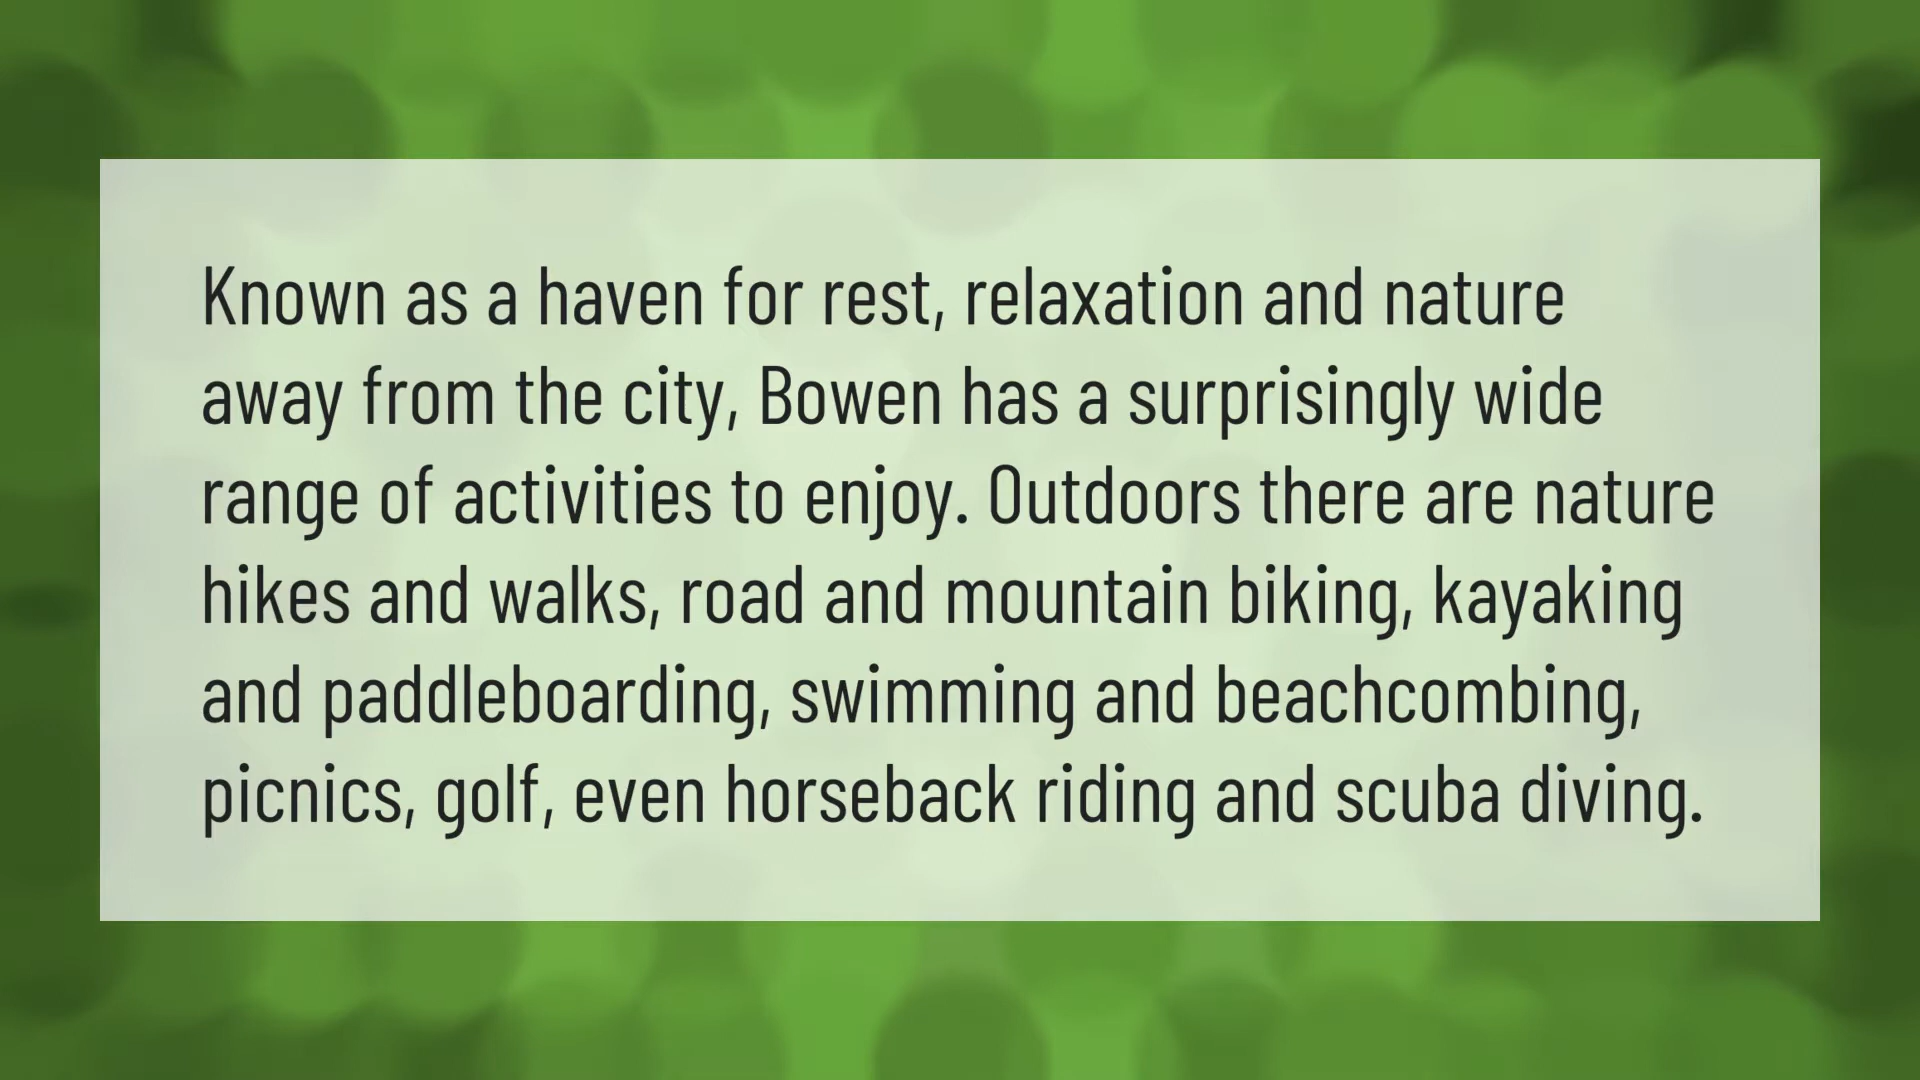 Known as a haven for rest, relaxation and nature
away from the city, Bowen has a surprisingly wide
range of activities to enjoy. Outdoors there are nature
hikes and walks, road and mountain biking, kayaking
and paddleboarding, swimming and beachcombing,
picnics, golf, even horseback riding and scuba diving.